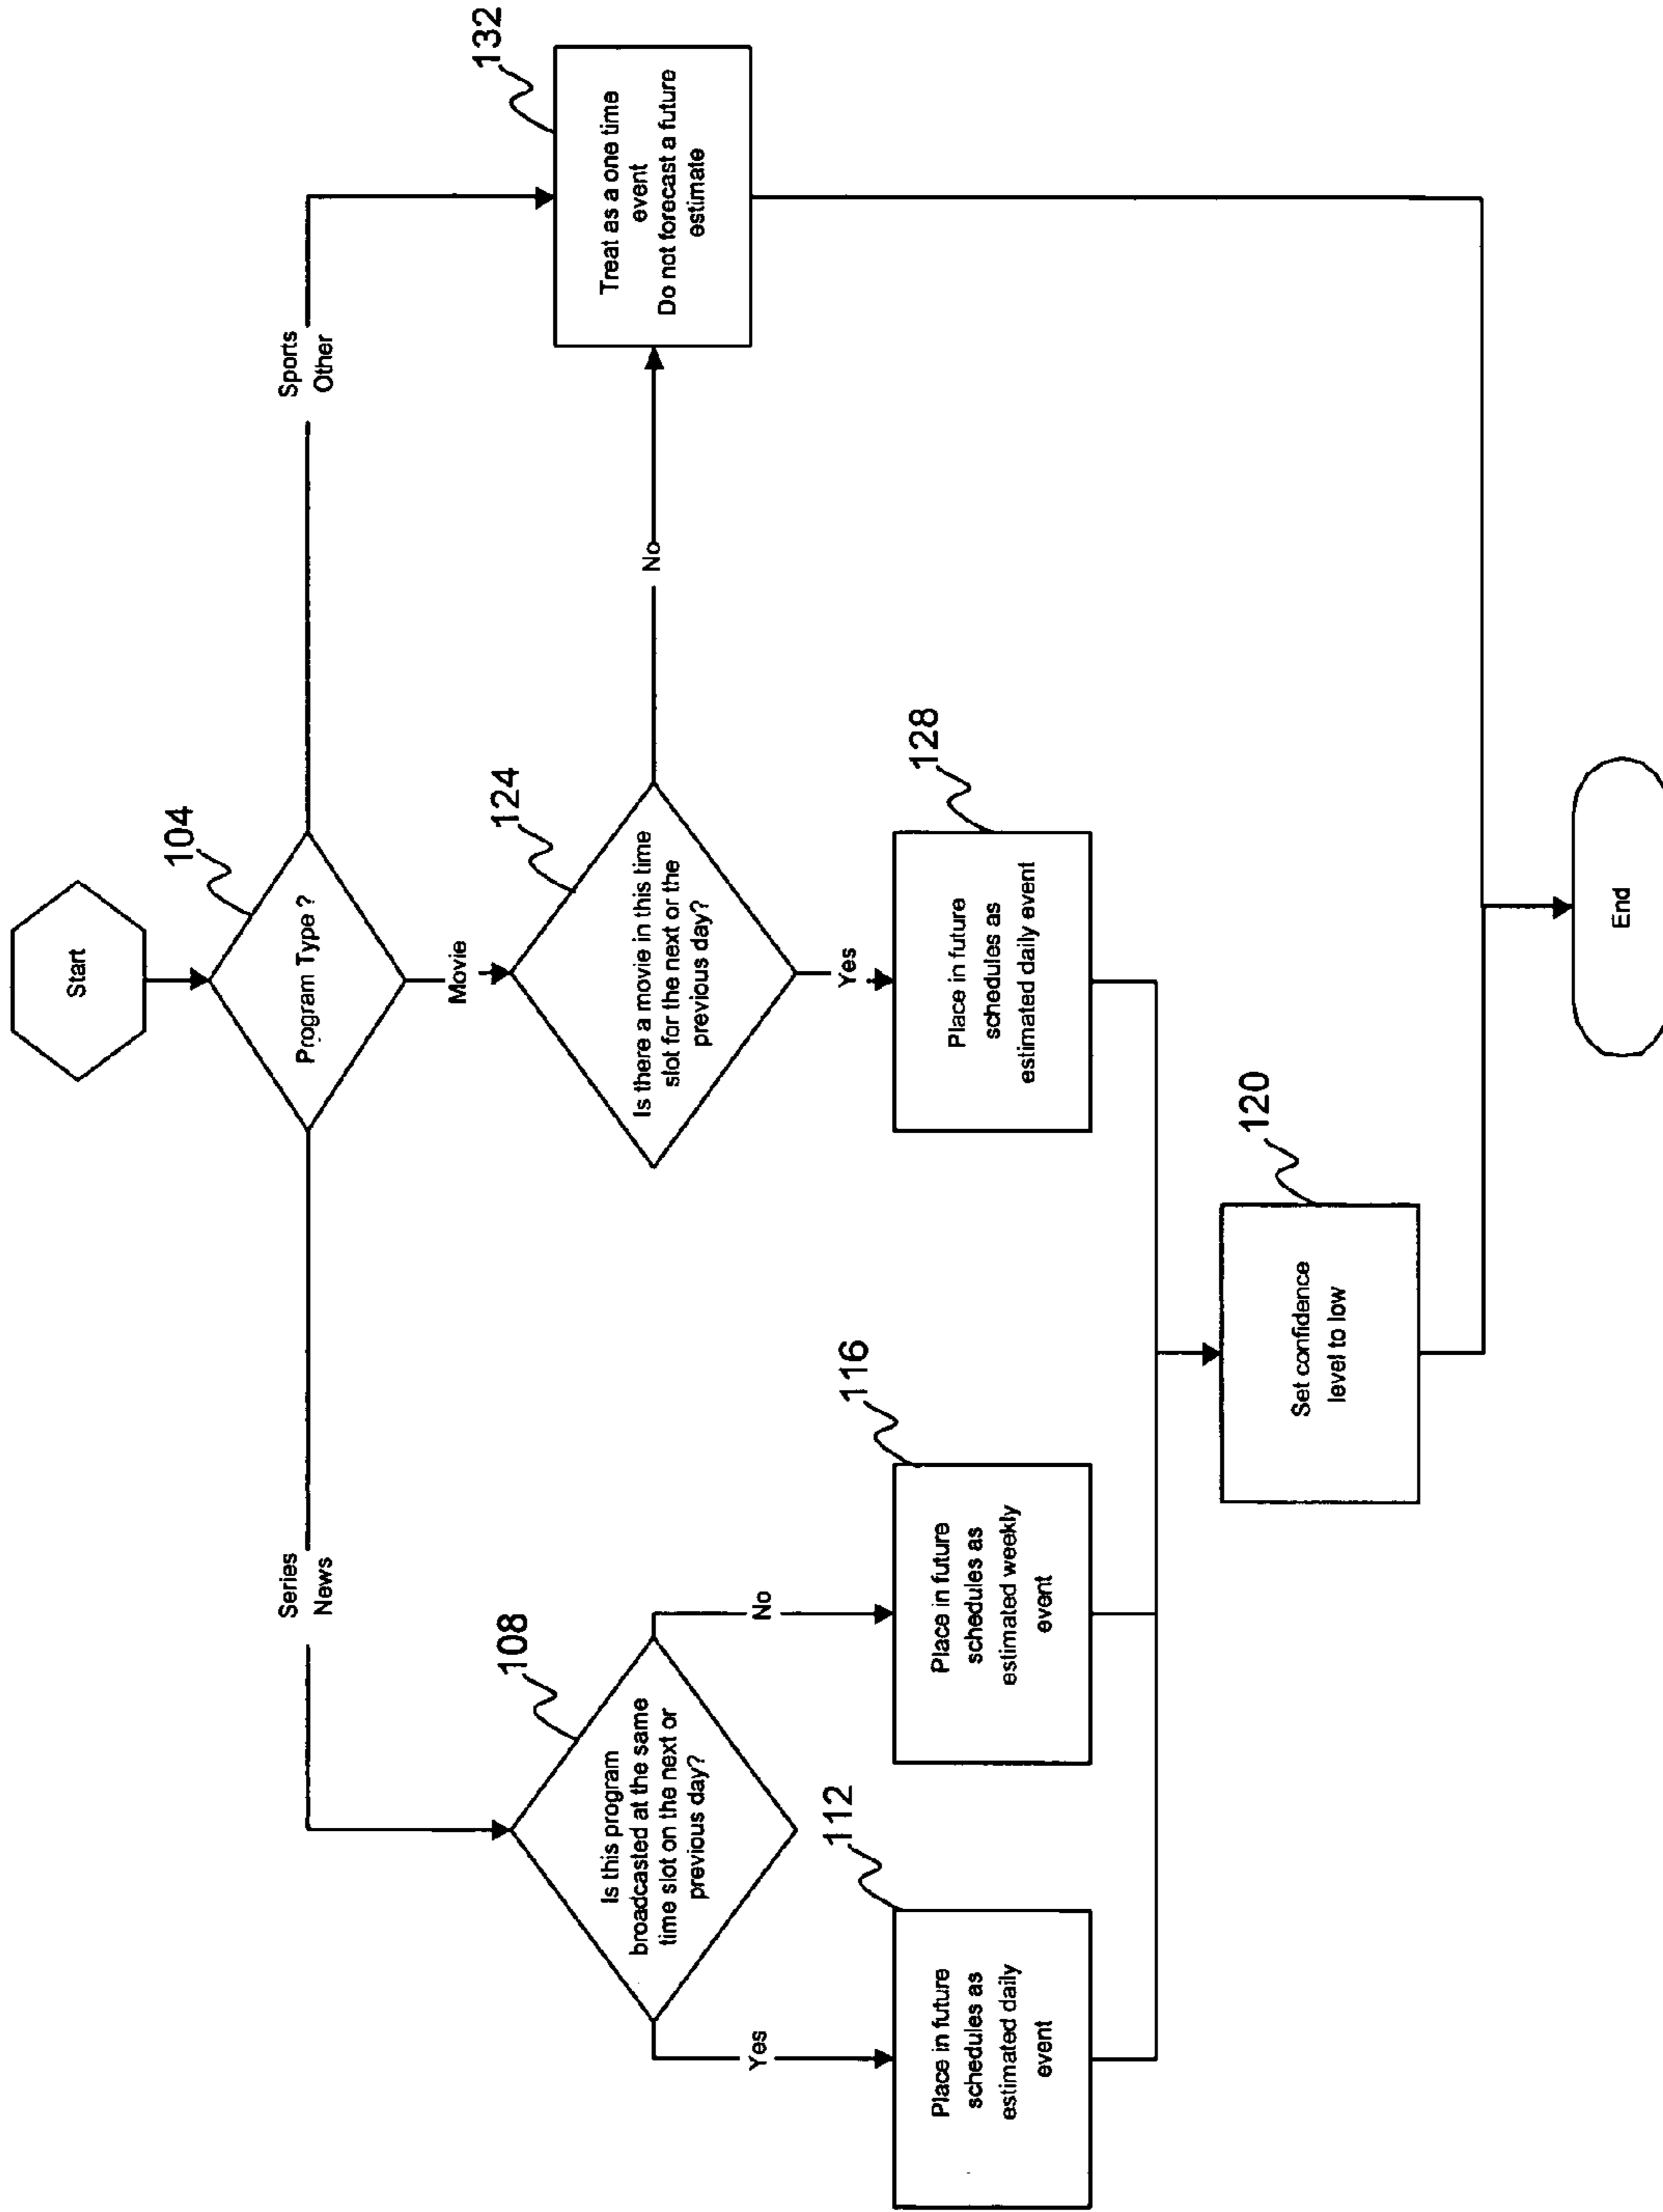 Start
104
Program Type ?
Series
News
Sports
Other
Movie
132
Treat as a one time
event
Do not forecast a future
estimate
108
Is this program
broadcasted at the same
time slot on the next or
previous day?
124
Is there a movie in this time
slot for the next or the
previous day?
No
Yes
No
Yes
112
Place in future
schedules as
estimated daily
event
116
Place in future
schedules as
estimated weekly
event
128
Place in future
schedules as
estimated daily event
120
Set confidence
level to low
End